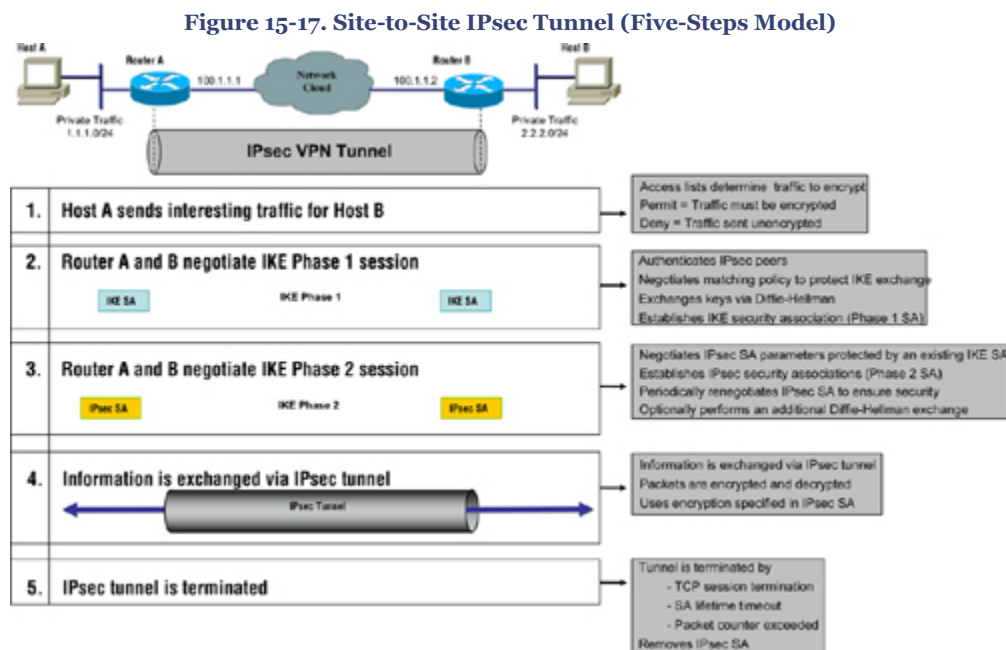 Figure 15-17. Site-to-Site IPsec Tunnel (Five-Steps Model)
Host A
Host B
Router A
Router B
100.1.1.1
Network
Cloud
100.1.1.2
Private Traffic
1.1.1.0/24
Private Traffic
2.2.2.0/24
IPsec VPN Tunnel
1. Host A sends interesting traffic for Host B
Access lists determine traffic to encrypt
Permit = Traffic must be encrypted
Deny = Traffic sent unencrypted
2. Router A and B negotiate IKE Phase 1 session
IKE SA
IKE Phase 1
IKE SA
Authenticates IPsec peers
Negotiates matching policy to protect IKE exchange
Exchanges keys via Diffie-Hellman
Establishes IKE security association (Phase 1 SA)
3. Router A and B negotiate IKE Phase 2 session
IPsec SA
IKE Phase 2
IPsec SA
Negotiates IPsec SA parameters protected by an existing IKE SA
Establishes IPsec security associations (Phase 2 SA)
Periodically renegotiates IPsec SA to ensure security
Optionally performs an additional Diffie-Hellman exchange
4. Information is exchanged via IPsec tunnel
IPsec Tunnel
Information is exchanged via IPsec tunnel
Packets are encrypted and decrypted
Uses encryption specified in IPsec SA
5. IPsec tunnel is terminated
Tunnel is terminated by
- TCP session termination
- SA lifetime timeout
- Packet counter exceeded
Removes IPsec SA